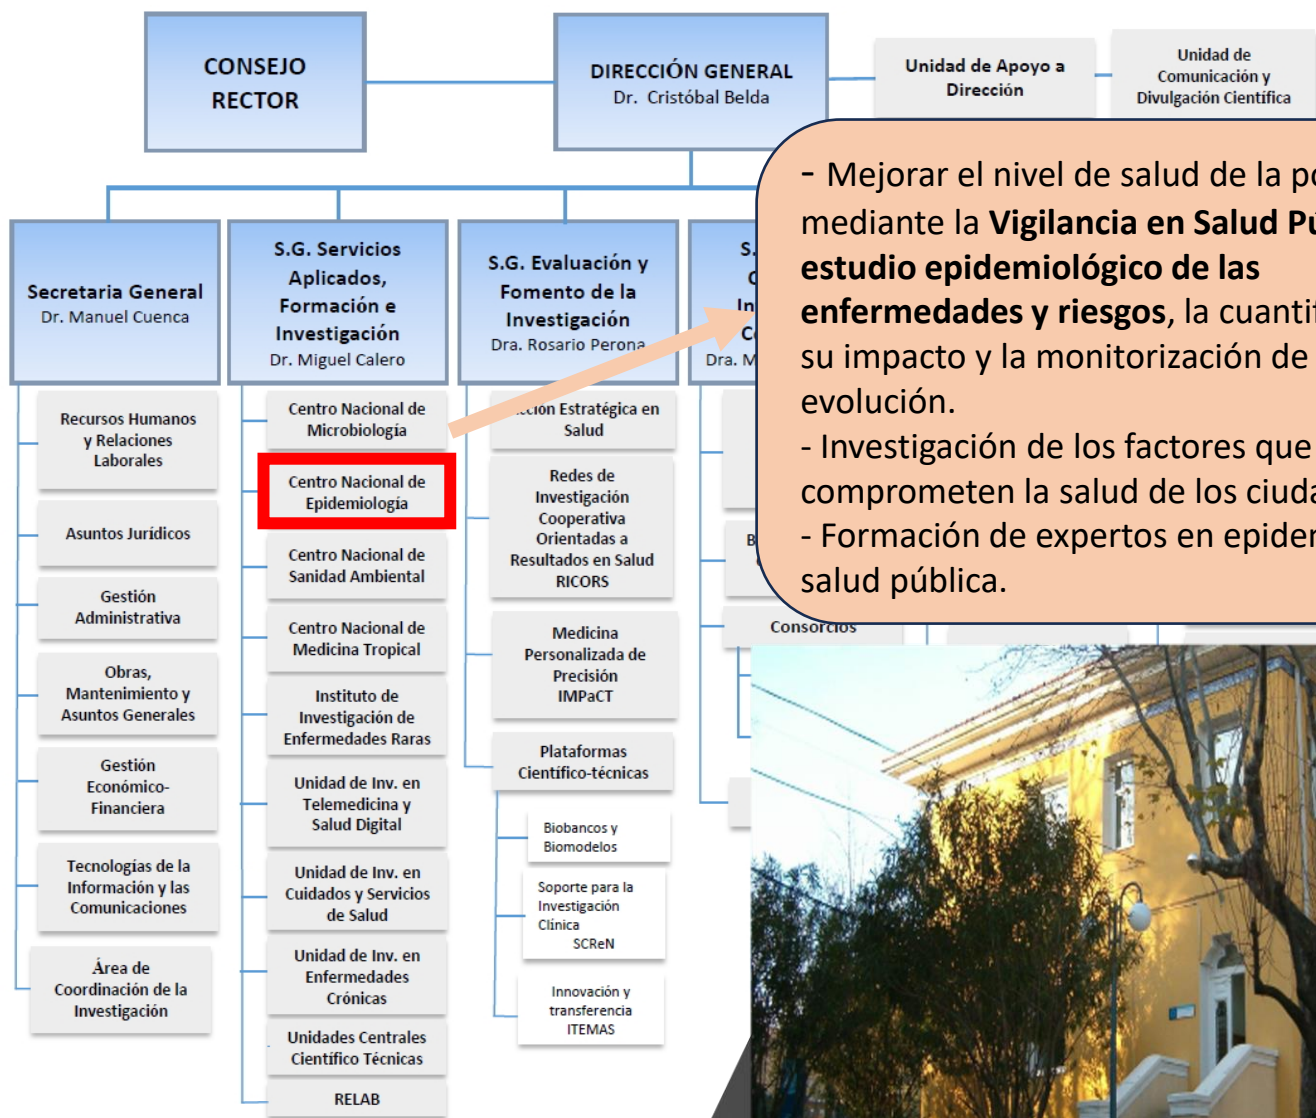 CONSEJO
RECTOR
DIRECCIÓN GENERAL
Dr. Cristóbal Belda
Unidad de Apoyo a
Dirección
Unidad de
Comunicación y
Divulgación Científica
- Mejorar el nivel de salud de la
mediante la Vigilancia en Salud
estudio epidemiológico de las
enfermedades y riesgos, la
su impacto y la monitorización de
evolución.
- Investigación de los factores que
comprometen la salud de los
- Formación de expertos en
salud pública.
Secretaria General
Dr. Manuel Cuenca
Recursos Humanos
y Relaciones
Laborales
Asuntos Jurídicos
Gestión
Administrativa
Obras,
Mantenimiento y
Asuntos Generales
Gestión
Económico-
Financiera
Tecnologías de la
Información y las
Comunicaciones
Área de
Coordinación de la
Investigación
S.G. Servicios
Aplicados,
Formación e
Investigación
Dr. Miguel Calero
Centro Nacional de
Microbiología
Centro Nacional de
Epidemiología
Centro Nacional de
Sanidad Ambiental
Centro Nacional de
Medicina Tropical
Instituto de
Investigación de
Enfermedades Raras
Unidad de Inv. en
Telemedicina y
Salud Digital
Unidad de Inv. en
Cuidados y Servicios
de Salud
Unidad de Inv. en
Enfermedades
Crónicas
Unidades Centrales
Científico Técnicas
RELAB
S.G. Evaluación y
Fomento de la
Investigación
Dra. Rosario Perona
Estratégica en
Salud
Redes de
Investigación
Cooperativa
Orientadas a
Resultados en Salud
RICORS
Medicina
Personalizada de
Precisión
IMPaCT
Plataformas
Científico-técnicas
Biobancos y
Biomodelos
Soporte para la
Investigación
Clínica
SCReN
Innovación y
transferencia
ITEMAS
Dra.
Consorcios